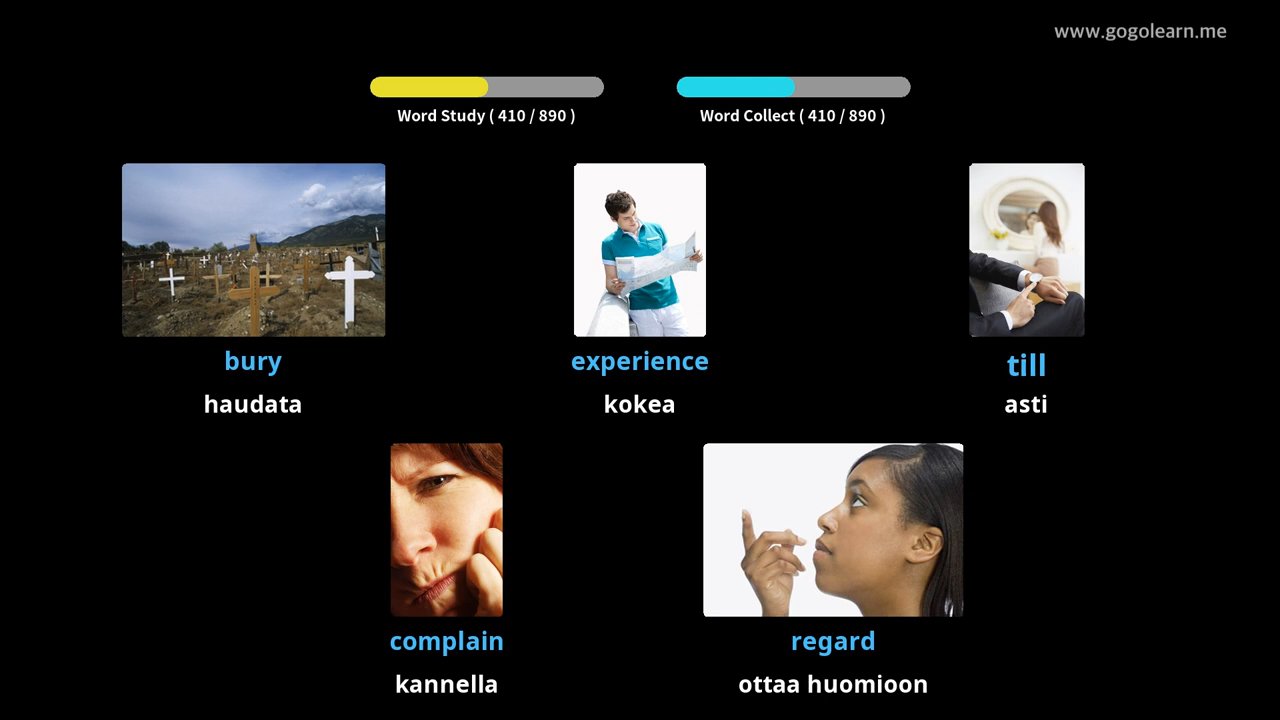 www.gogolearn.me
Word Study ( 410 / 890 )
Word Collect ( 410 / 890 )
bury
haudata
experience
kokea
till
asti
complain
kannella
regard
ottaa huomioon